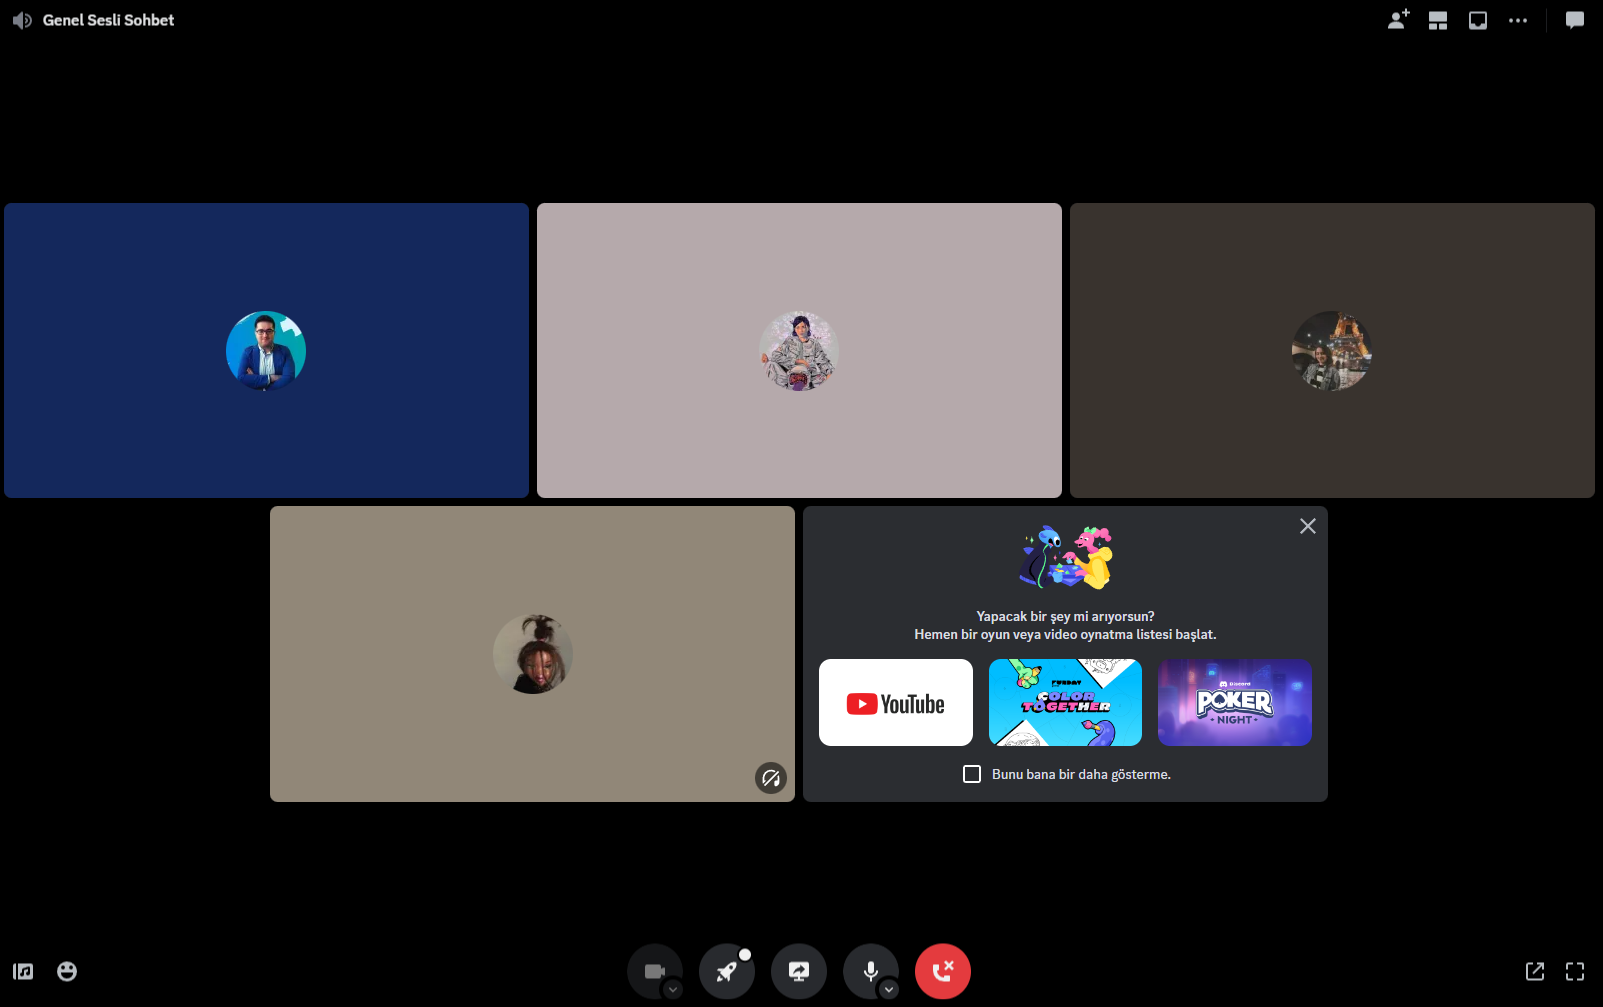 Genel Sesli Sohbet
Yapacak bir şey mi arıyorsun?
Hemen bir oyun veya video oynatma listesi başlat.
YouTube
COLOR
TOGETHER
Discord
POKER
NIGHT
Bunu bana bir daha gösterme.